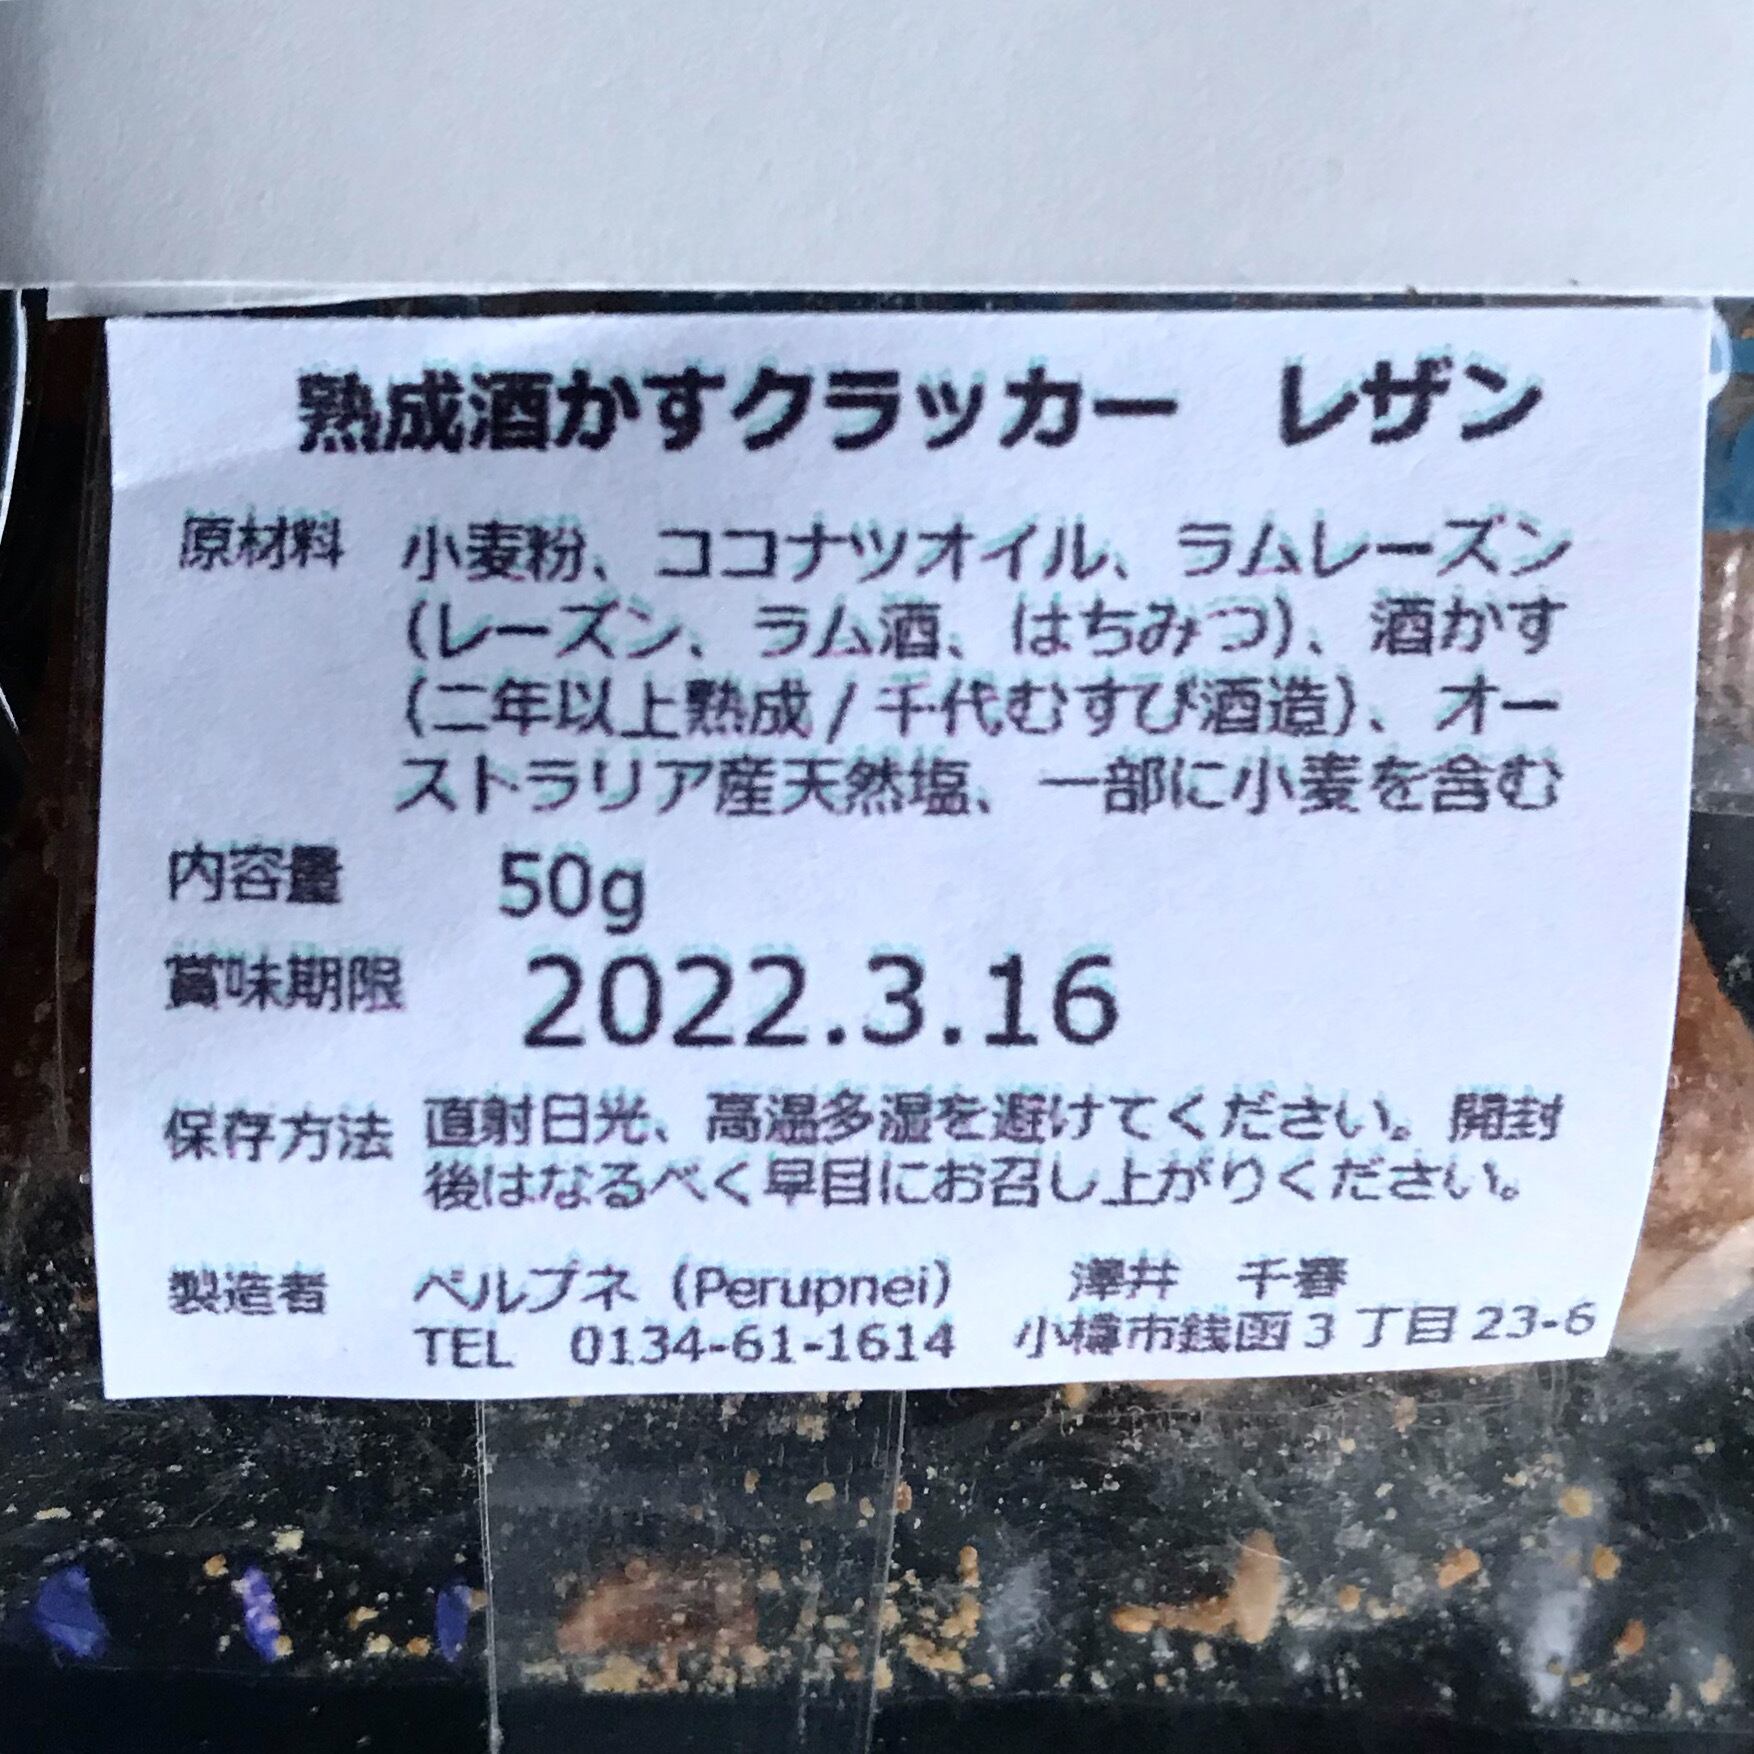 熟成酒かすクラッカー　レザン
原材料　小麦粉、ココナツオイル、ラムレーズン
(レーズン、ラム酒、はちみつ)、酒かす
(二年以上熟成 / 千代むすび酒造)、オー
ストラリア産天然塩、一部に小麦を含む
内容量　50g
賞味期限　2022.3.16
保存方法　直射日光、高温多湿を避けてください。開封
後はなるべく早目にお召し上がりください。
製造者　ペルプネ（Perupnei）　澤井　千春
TEL　0134-61-1614　小樽市銭函3丁目23-6